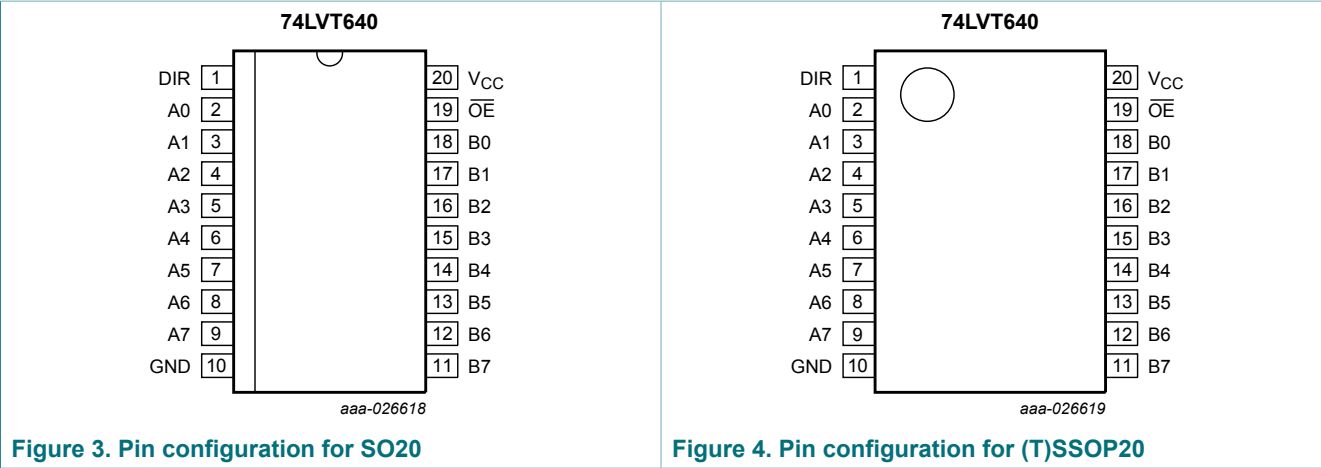 74LVT640
DIR 1 20 VCC
A0 2 19 OE
A1 3 18 B0
A2 4 17 B1
A3 5 16 B2
A4 6 15 B3
A5 7 14 B4
A6 8 13 B5
A7 9 12 B6
GND 10 11 B7
aaa-026618
Figure 3. Pin configuration for SO20
74LVT640
DIR 1 20 VCC
A0 2 19 OE
A1 3 18 B0
A2 4 17 B1
A3 5 16 B2
A4 6 15 B3
A5 7 14 B4
A6 8 13 B5
A7 9 12 B6
GND 10 11 B7
aaa-026619
Figure 4. Pin configuration for (T)SSOP20